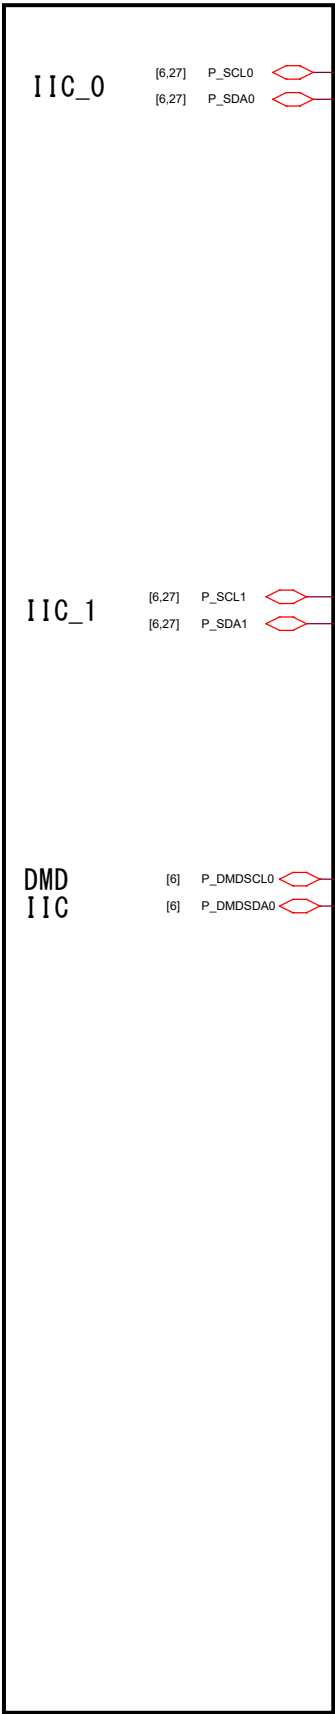 IIC_0
[6,27] P_SCL0
[6,27] P_SDA0
IIC_1
[6,27] P_SCL1
[6,27] P_SDA1
DMD
IIC
[6] P_DMDSCL0
[6] P_DMDSDA0